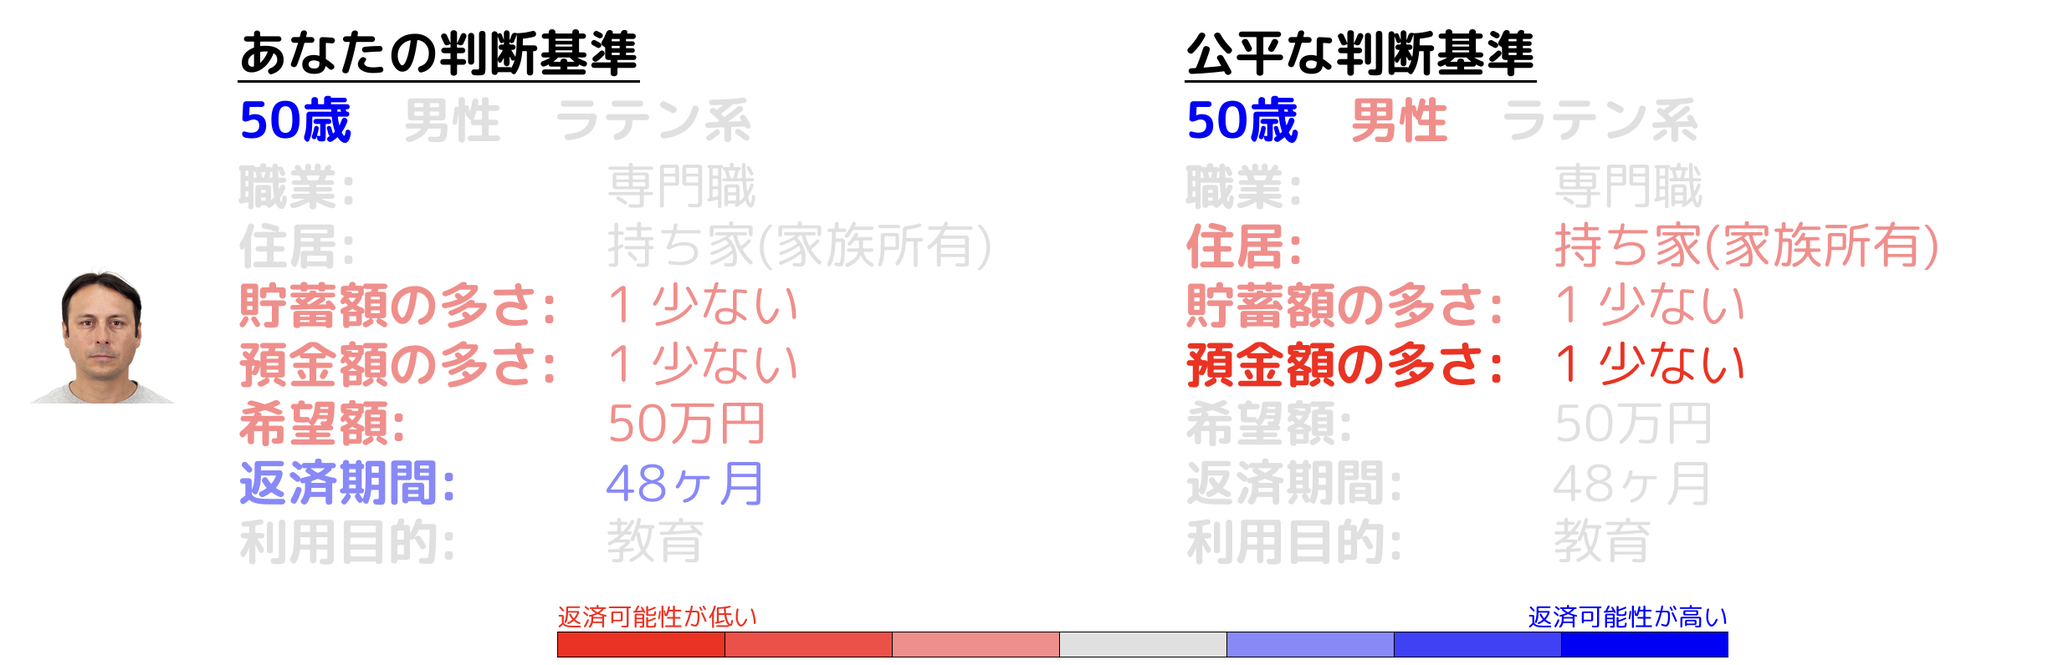 あなたの判断基準
50歳 男性 ラテン系
職業: 専門職
住居: 持ち家(家族所有)
貯蓄額の多さ: 1 少ない
預金額の多さ: 1 少ない
希望額: 50万円
返済期間: 48ヶ月
利用目的: 教育
公平な判断基準
50歳 男性 ラテン系
職業: 専門職
住居: 持ち家(家族所有)
貯蓄額の多さ: 1 少ない
預金額の多さ: 1 少ない
希望額: 50万円
返済期間: 48ヶ月
利用目的: 教育
返済可能性が低い
返済可能性が高い